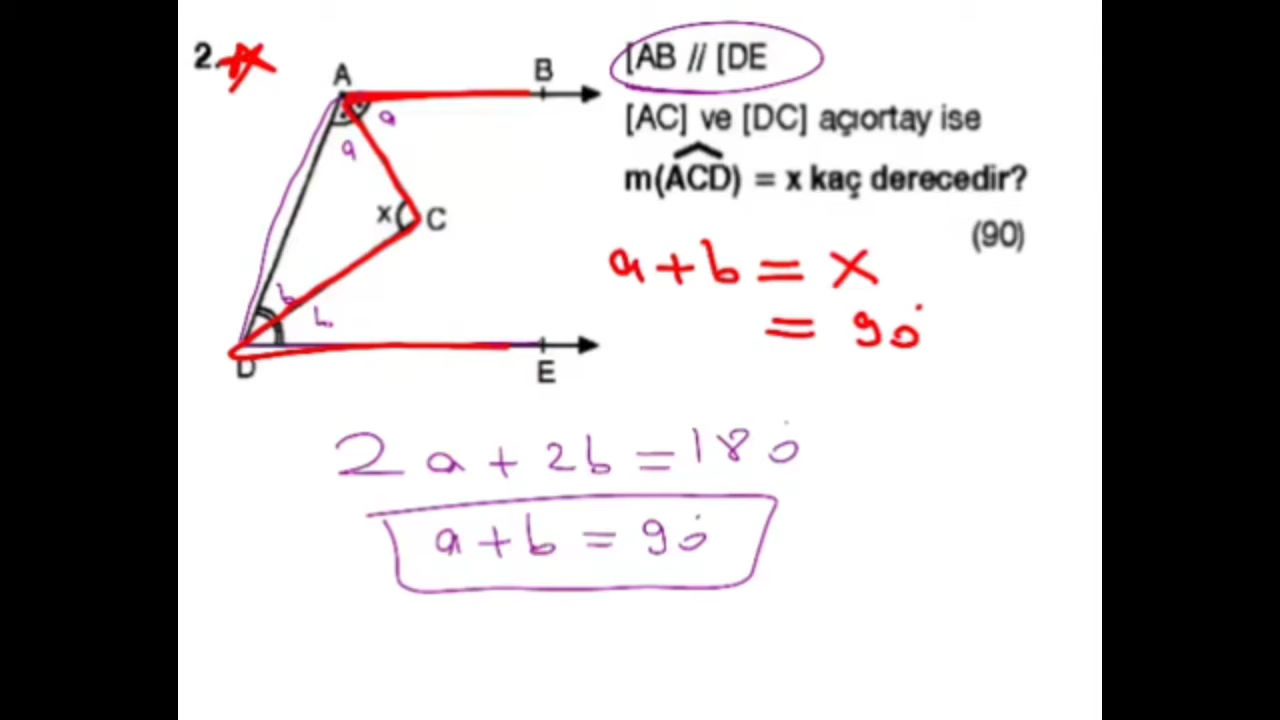 2.
A
B
a
a
x
C
b
b
D
E
[AB // [DE
[AC] ve [DC] açıortay ise
m(ACD) = x kaç derecedir?
(90)
a + b = x
= 90°
2a + 2b = 180°
a + b = 90°